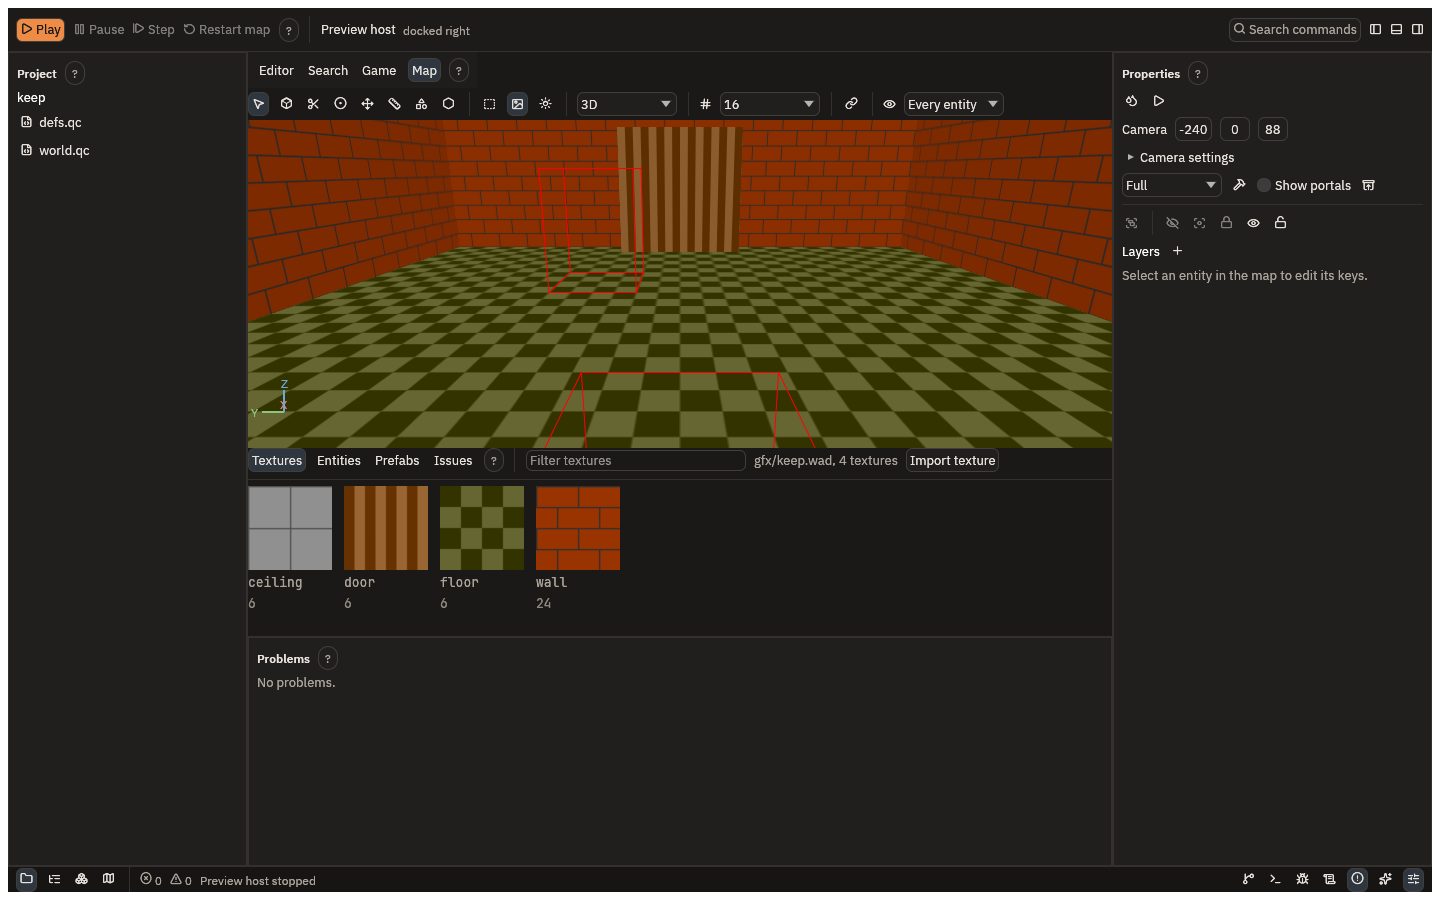 Play Pause Step Restart map ? Preview host docked right Search commands
Project ?
keep
defs.qc
world.qc
Editor Search Game Map ?
3D # 16 Every entity
Z
Y X
Textures Entities Prefabs Issues ? Filter textures gfx/keep.wad, 4 textures Import texture
ceiling door floor wall
6 6 6 24
Problems ?
No problems.
Properties ?
Camera -240 0 88
Camera settings
Full Show portals
Layers +
Select an entity in the map to edit its keys.
0 0 Preview host stopped